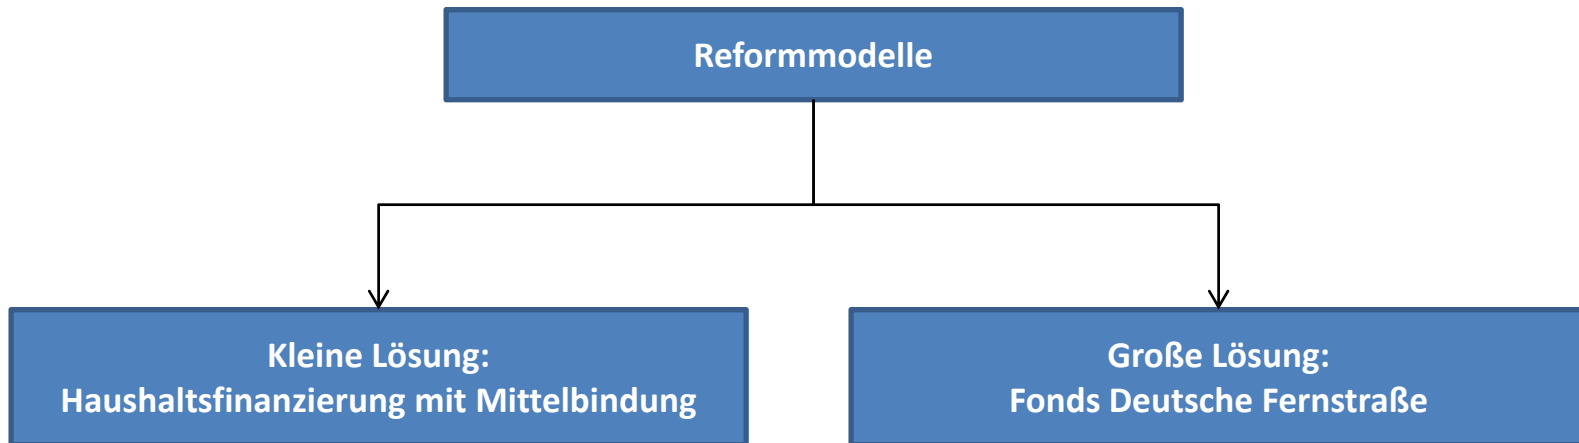 Reformmodelle
Kleine Lösung:
Haushaltsfinanzierung mit Mittelbindung
Große Lösung:
Fonds Deutsche Fernstraße